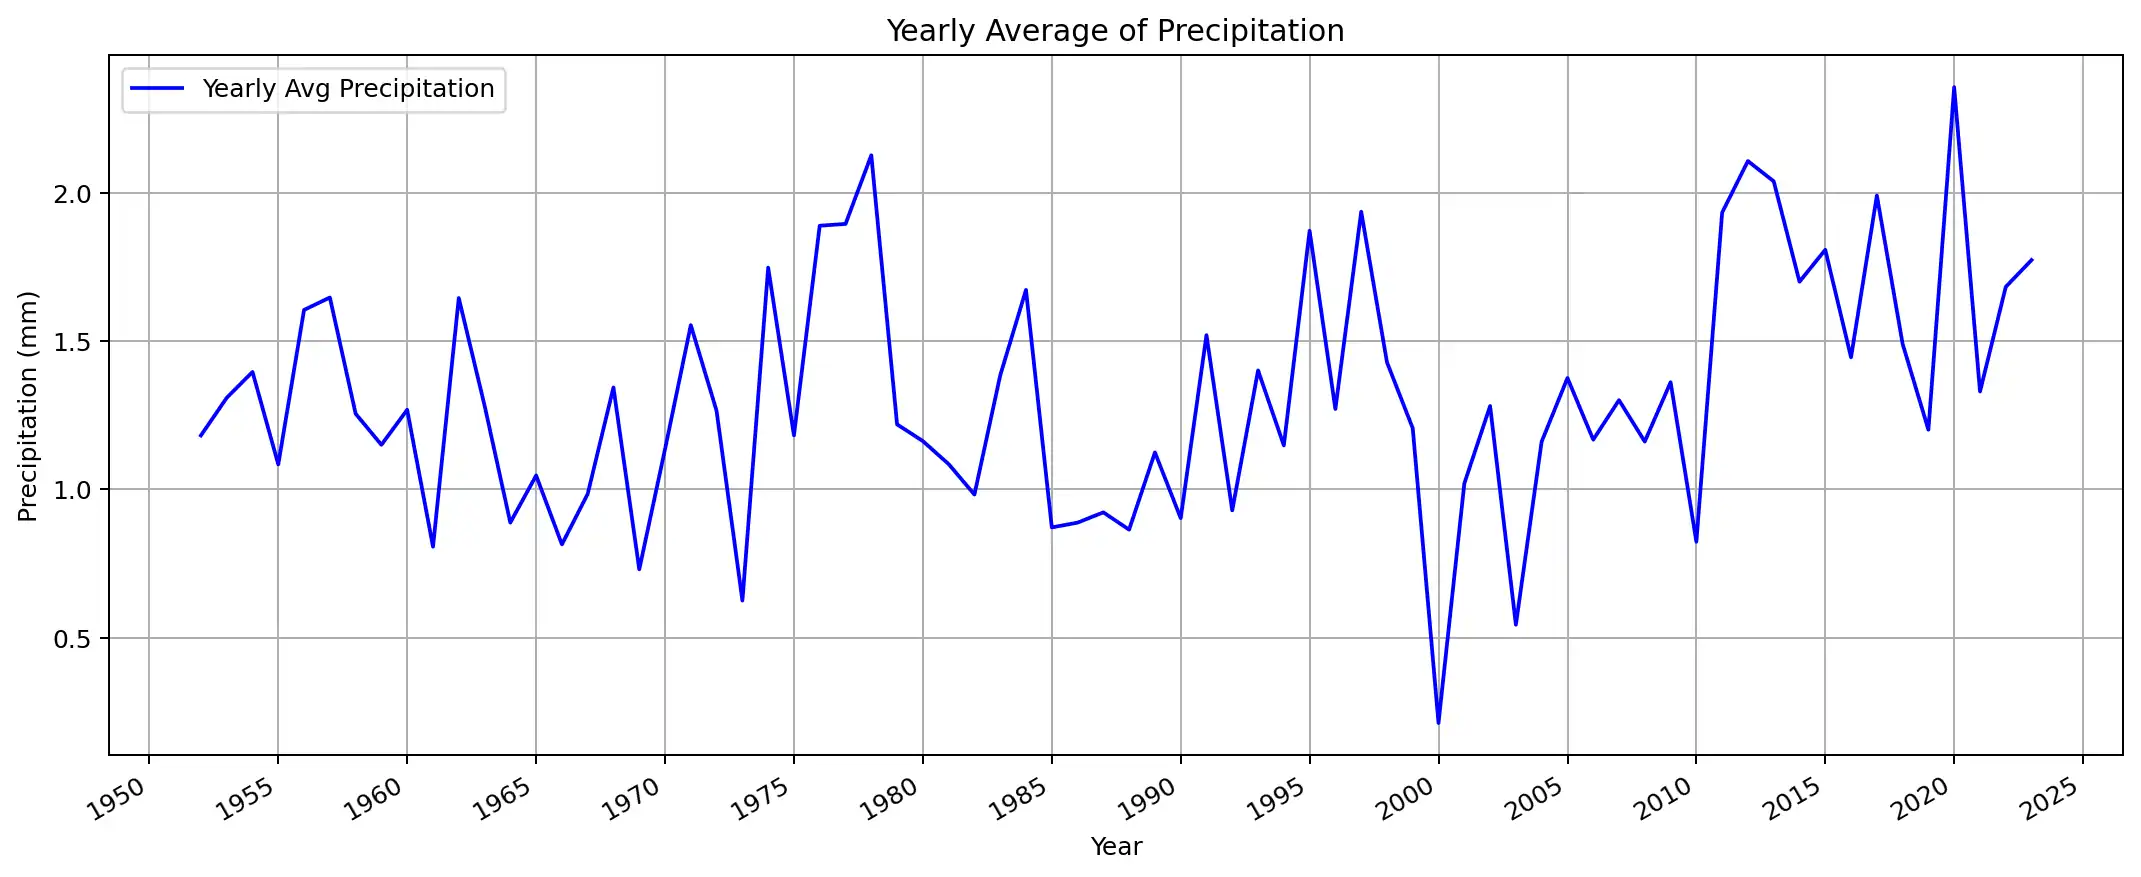 Yearly Average of Precipitation
Yearly Avg Precipitation
Precipitation (mm)
2.0
1.5
1.0
0.5
1950 1955 1960 1965 1970 1975 1980 1985 1990 1995 2000 2005 2010 2015 2020 2025
Year